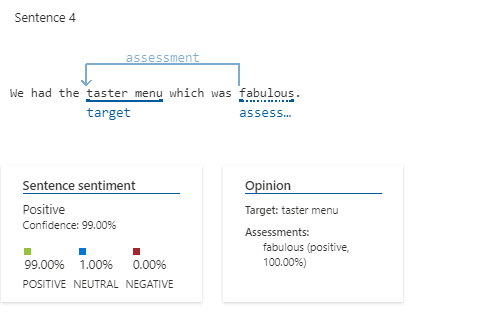 Sentence 4
assessment
We had the taster menu which was fabulous.
target assess…
Sentence sentiment
Positive
Confidence: 99.00%
99.00% 1.00% 0.00%
POSITIVE NEUTRAL NEGATIVE
Opinion
Target: taster menu
Assessments:
fabulous (positive,
100.00%)